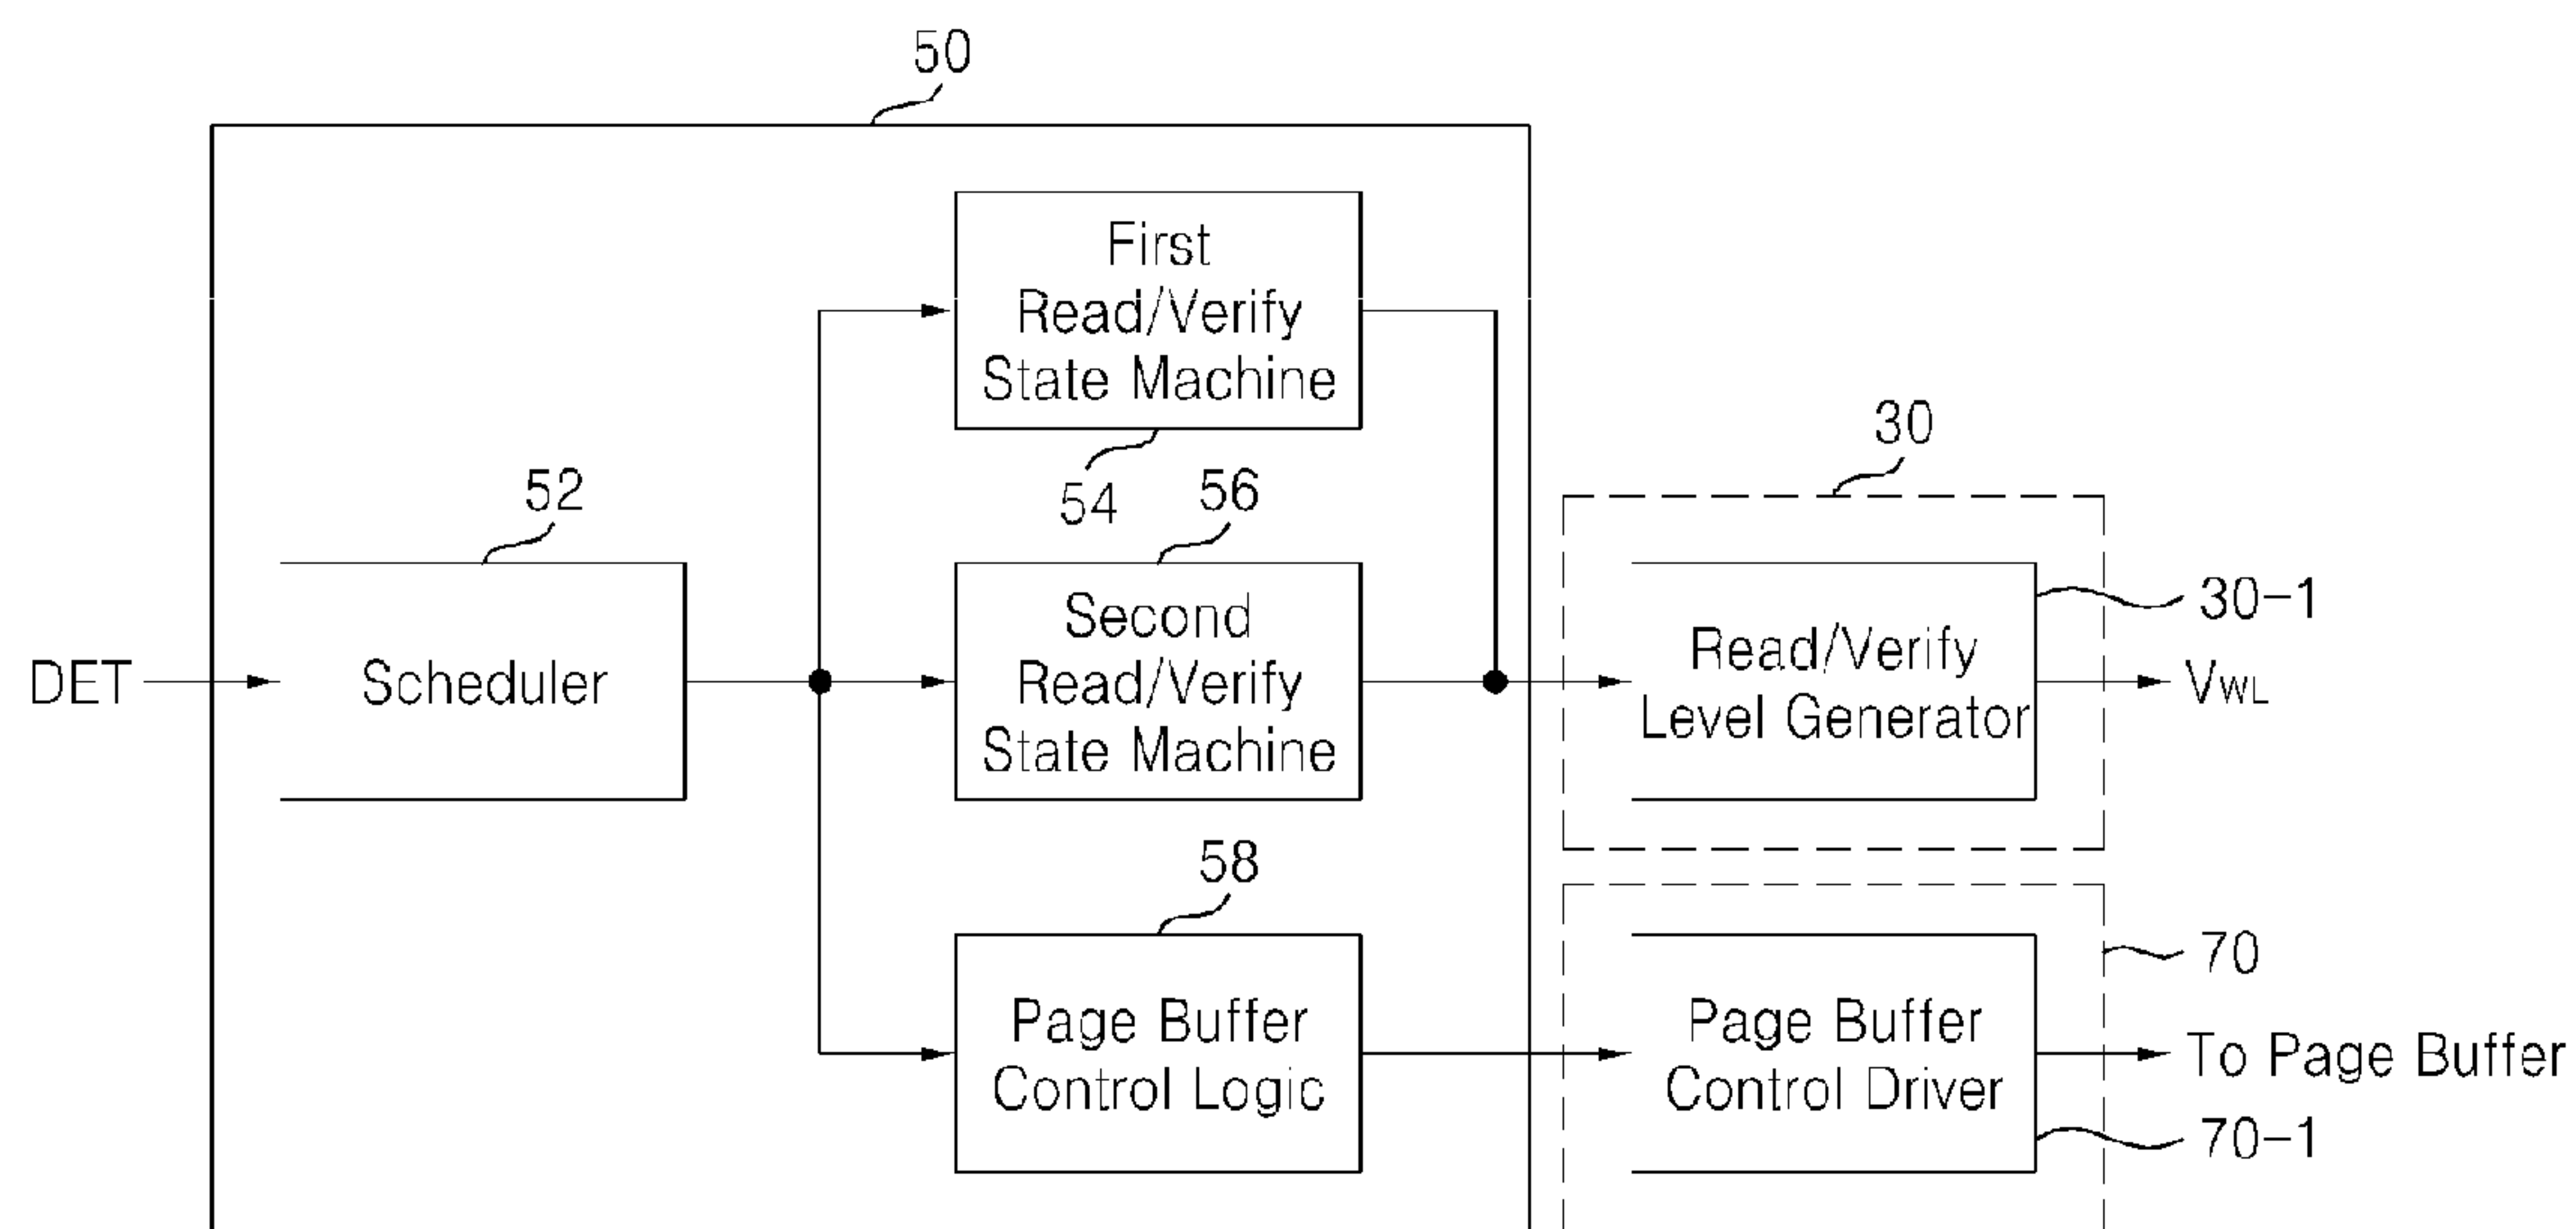 50
First
Read/Verify
State Machine
54
30
52
56
Second
Read/Verify
State Machine
30-1
DET
Scheduler
Read/Verify
Level Generator
VWL
58
70
Page Buffer
Control Logic
Page Buffer
Control Driver
To Page Buffer
70-1